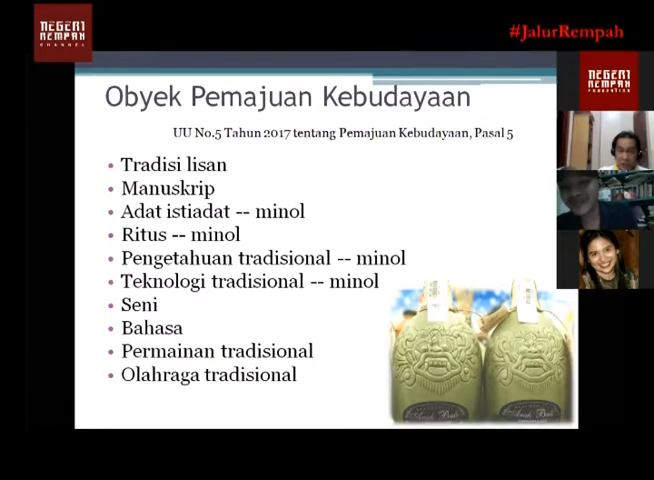 NEGERI
REMPAH
CHANNEL
#JalurRempah
NEGERI
REMPAH
FOUNDATION
Obyek Pemajuan Kebudayaan
UU No.5 Tahun 2017 tentang Pemajuan Kebudayaan, Pasal 5
• Tradisi lisan
• Manuskrip
• Adat istiadat -- minol
• Ritus -- minol
• Pengetahuan tradisional -- minol
• Teknologi tradisional -- minol
• Seni
• Bahasa
• Permainan tradisional
• Olahraga tradisional